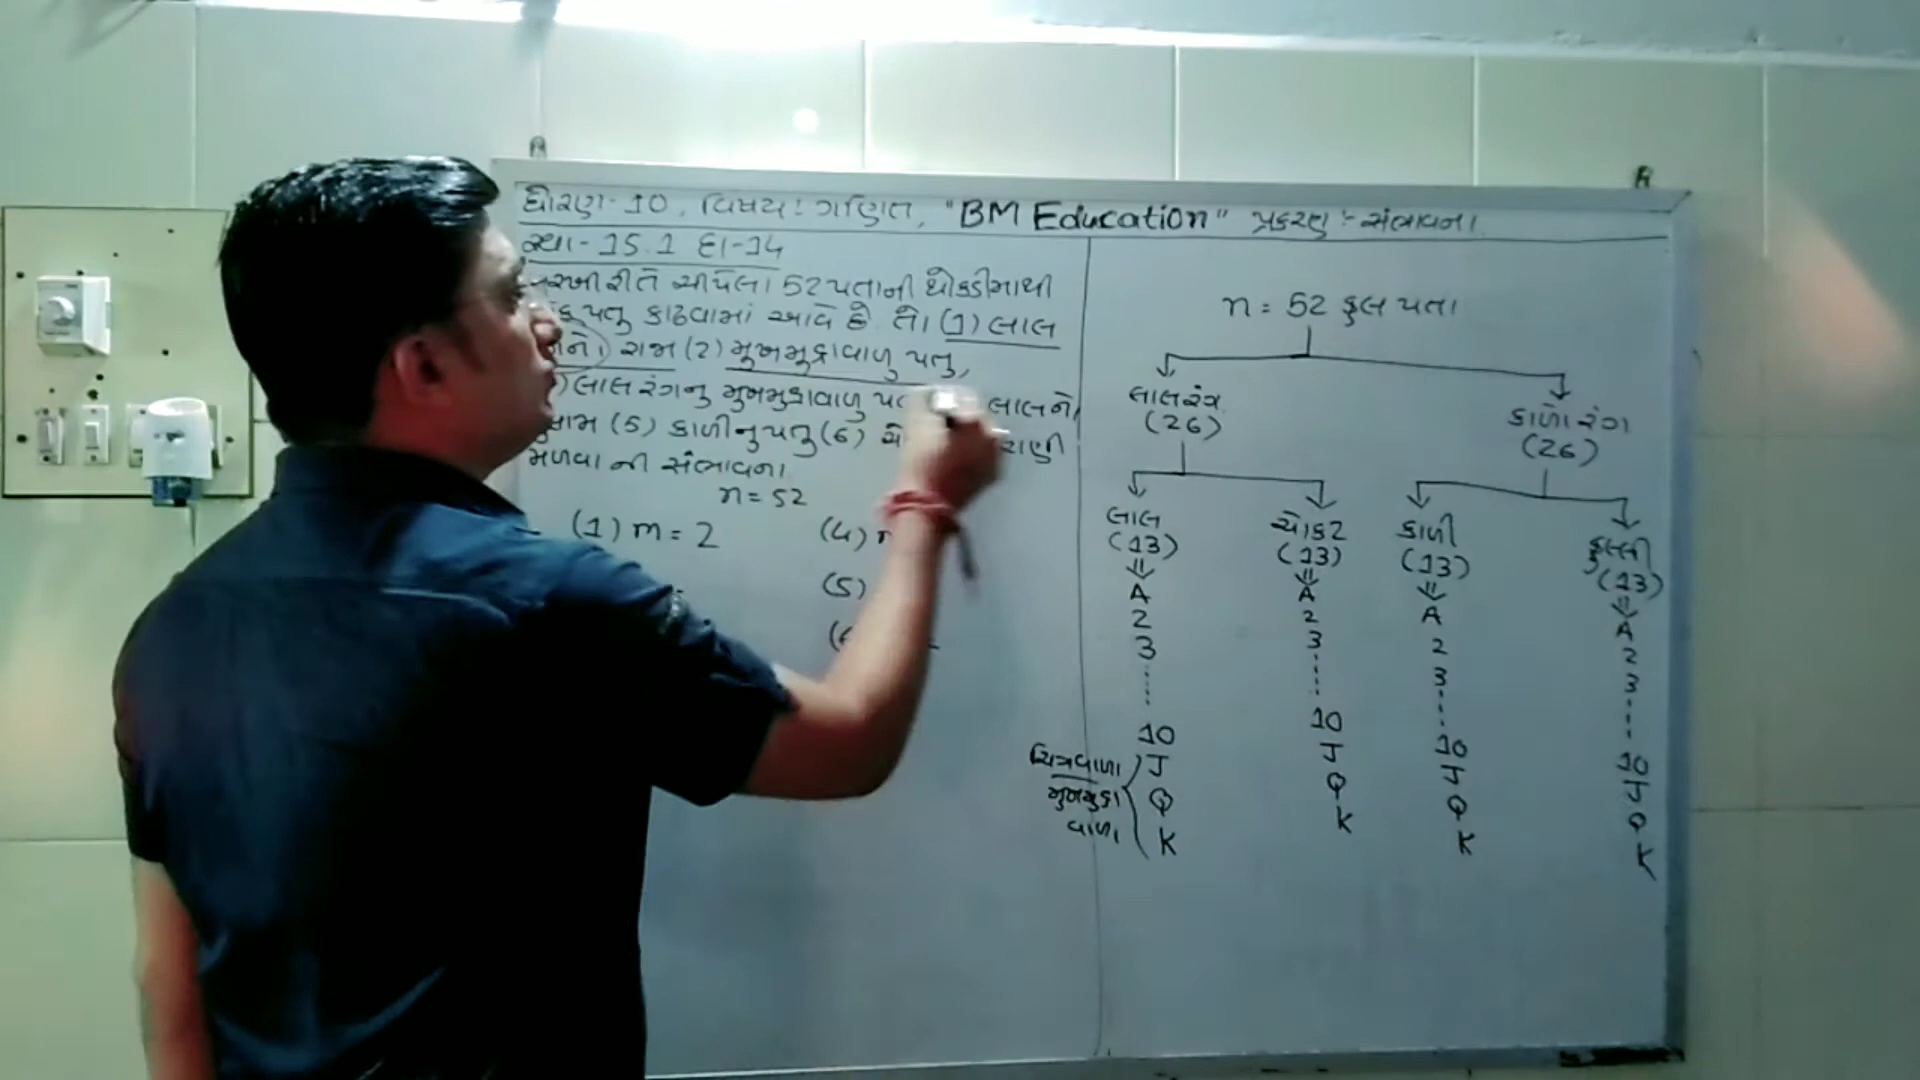 ધોરણ-10, વિષય: ગણિત, "BM Education" પ્રકરણ:- સંભાવના.
સ્વા-15.1 દા-14
રીતે ચીપેલા 52 પતાની થોકડીમાથી
પતુ કાઢવામાં આવે છે. તો (1) લાલ
રાજા (2) મુખમુદ્રાવાળુ પતુ,
લાલ રંગનુ મુખમુદ્રાવાળુ લાલનો
(5) કાળીનુ પતુ (6) રાણી
મળવાની સંભાવના
n = 52
(1) m = 2
(4)
(5)
n = 52 કુલ પતા
લાલ રંગ
(26)
કાળો રંગ
(26)
લાલ
(13)
A
2
3
10
J
Q
K
ચિત્રવાળા
મુખમુદ્રા
વાળા
ચોકટ
(13)
A
2
3
10
J
Q
K
કાળી
(13)
A
2
3
10
J
Q
K
ફુલ્લી
(13)
A
2
3
10
J
Q
K